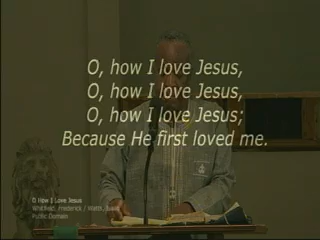 O, how I love Jesus,
O, how I love Jesus,
O, how I love Jesus;
Because He first loved me.
O How I Love Jesus
Whitfield, Frederick / Watts, Isaac
Public Domain